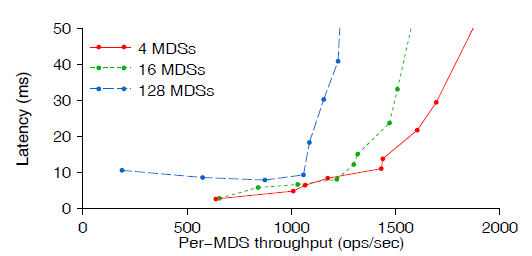 50
40
30
20
10
0
Latency (ms)
4 MDSs
16 MDSs
128 MDSs
0 500 1000 1500 2000
Per−MDS throughput (ops/sec)